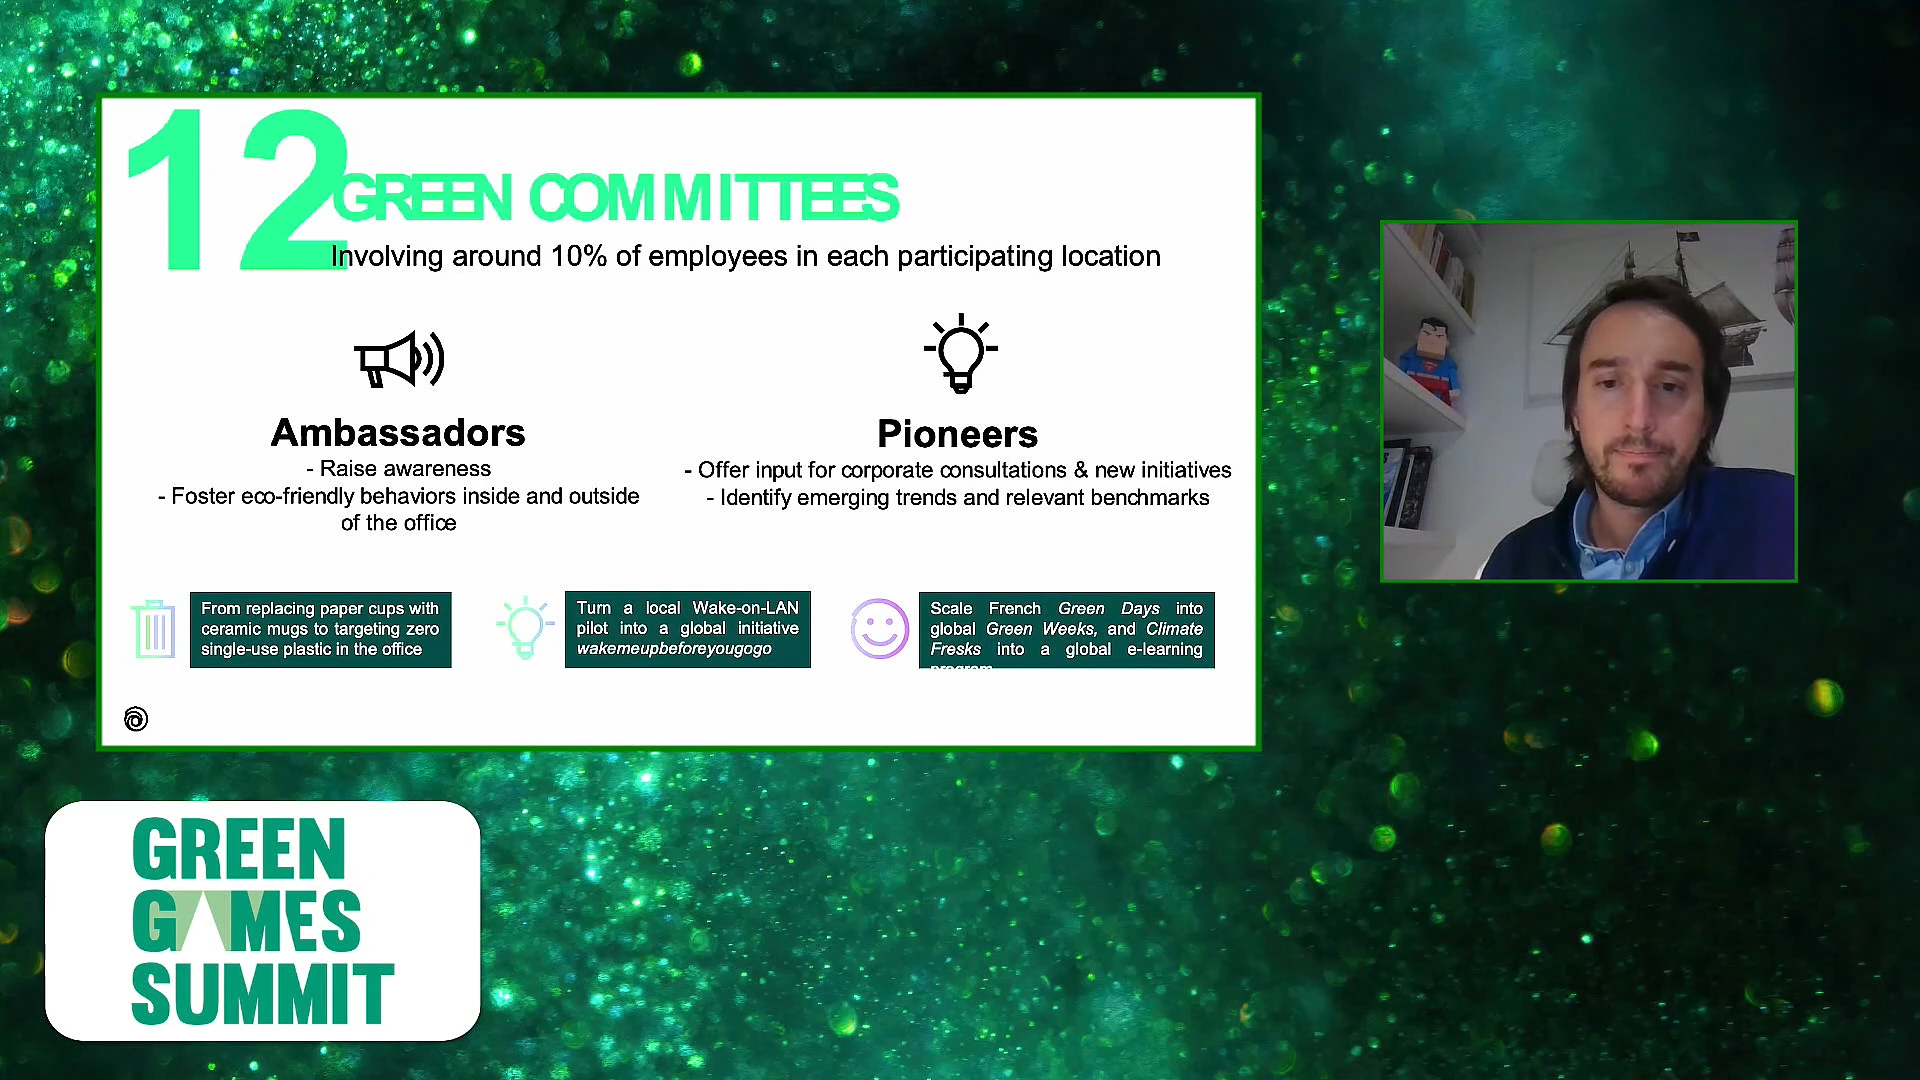 12
GREEN COMMITTEES
Involving around 10% of employees in each participating location
Ambassadors
- Raise awareness
- Foster eco-friendly behaviors inside and outside
of the office
Pioneers
- Offer input for corporate consultations & new initiatives
- Identify emerging trends and relevant benchmarks
From replacing paper cups with
ceramic mugs to targeting zero
single-use plastic in the office
Turn a local Wake-on-LAN
pilot into a global initiative
wakemeupbeforeyougogo
Scale French Green Days into
global Green Weeks, and Climate
Fresks into a global e-learning
program
GREEN
GAMES
SUMMIT